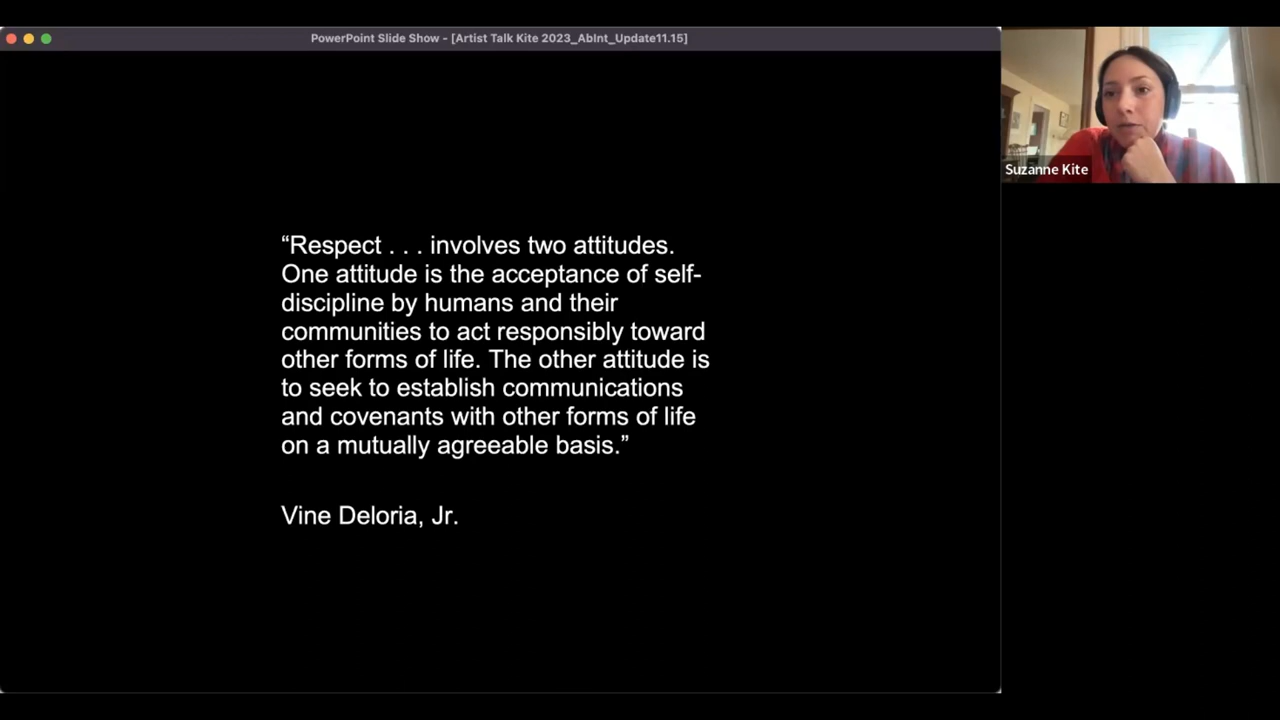 PowerPoint Slide Show - [Artist Talk Kite 2023_AbInt_Update11.15]
Suzanne Kite
“Respect . . . involves two attitudes.
One attitude is the acceptance of self-
discipline by humans and their
communities to act responsibly toward
other forms of life. The other attitude is
to seek to establish communications
and covenants with other forms of life
on a mutually agreeable basis.”
Vine Deloria, Jr.